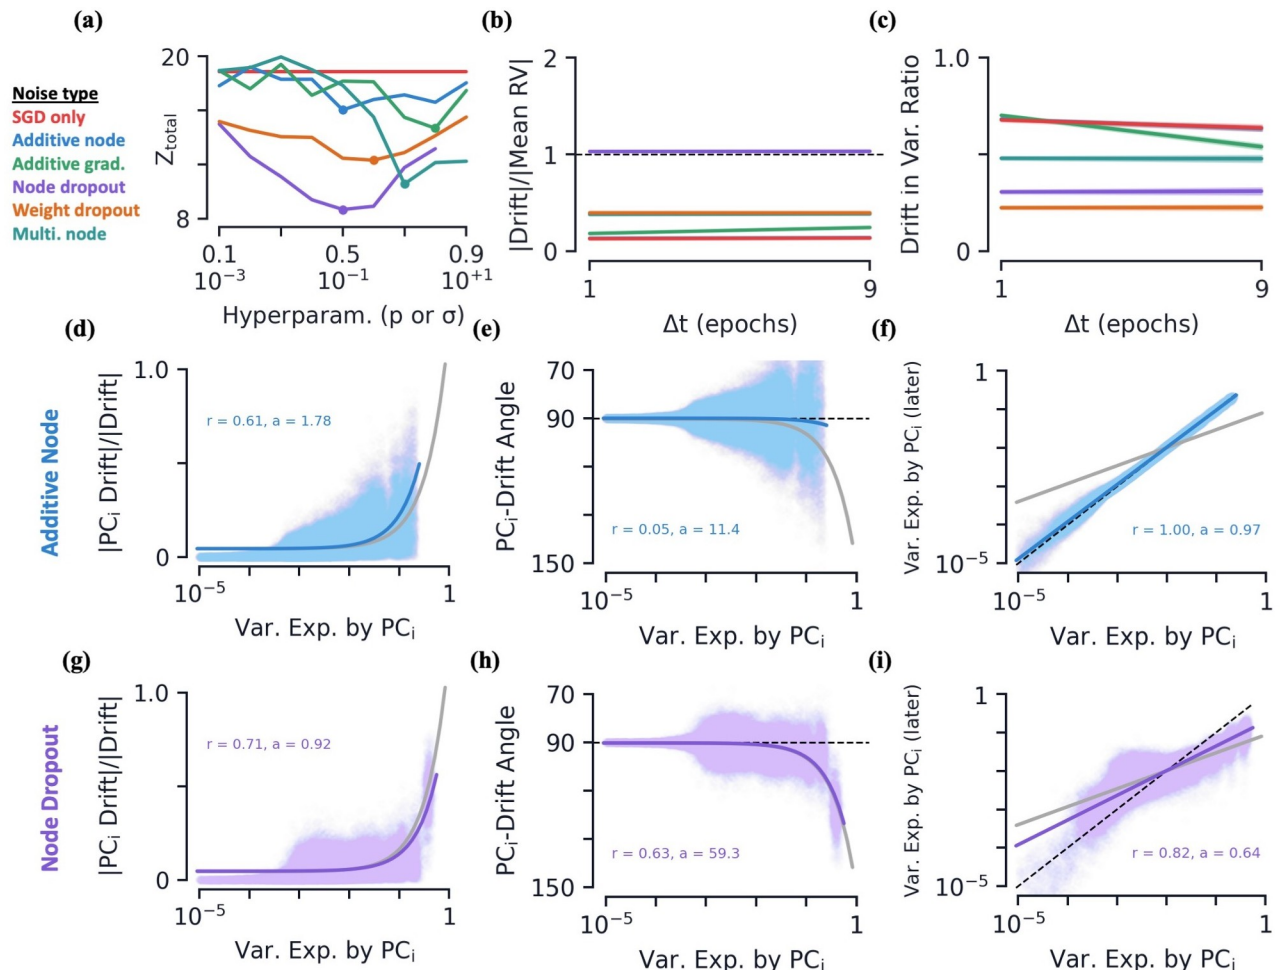 (a)
(b)
(c)
Noise type
SGD only
Additive node
Additive grad.
Node dropout
Weight dropout
Multi. node
Z_total
20
8
0.1 0.5 0.9
10^−3 10^−1 10^+1
Hyperparam. (p or σ)
|Drift|/|Mean RV|
2
1
0
1 9
Δt (epochs)
Drift in Var. Ratio
1.0
0
1 9
Δt (epochs)
(d)
(e)
(f)
Additive Node
|PC_i Drift|/|Drift|
1.0
0
r = 0.61, a = 1.78
10^−5 1
Var. Exp. by PC_i
PC_i-Drift Angle
70
90
150
r = 0.05, a = 11.4
10^−5 1
Var. Exp. by PC_i
Var. Exp. by PC_i (later)
1
10^−5
r = 1.00, a = 0.97
10^−5 1
Var. Exp. by PC_i
(g)
(h)
(i)
Node Dropout
|PC_i Drift|/|Drift|
1.0
0
r = 0.71, a = 0.92
10^−5 1
Var. Exp. by PC_i
PC_i-Drift Angle
70
90
150
r = 0.63, a = 59.3
10^−5 1
Var. Exp. by PC_i
Var. Exp. by PC_i (later)
1
10^−5
r = 0.82, a = 0.64
10^−5 1
Var. Exp. by PC_i